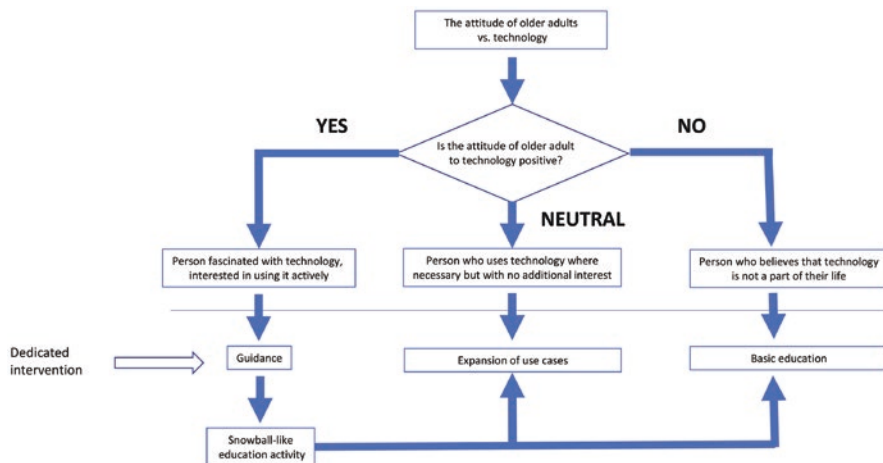 The attitude of older adults
vs. technology
YES
NO
Is the attitude of older adult
to technology positive?
NEUTRAL
Person fascinated with technology,
interested in using it actively
Person who uses technology where
necessary but with no additional interest
Person who believes that technology
is not a part of their life
Dedicated
intervention
Guidance
Expansion of use cases
Basic education
Snowball-like
education activity